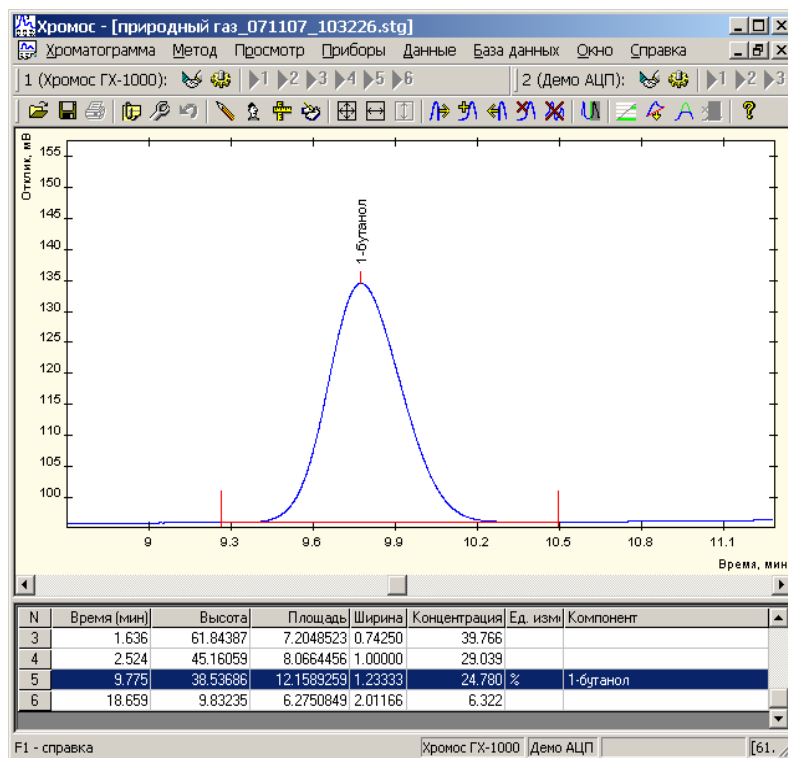 Хромос - [природный газ_071107_103226.stg]
Хроматограмма Метод Просмотр Приборы Данные База данных Окно Справка
1 (Хромос ГХ-1000): 1 2 3 4 5 6 2 (Демо АЦП): 1 2 3
Отклик, мВ
155
150
145
140
135
130
125
120
115
110
105
100
1-бутанол
9 9.3 9.6 9.9 10.2 10.5 10.8 11.1
Время, мин
N Время (мин) Высота Площадь Ширина Концентрация Ед. изм Компонент
3 1.636 61.84387 7.2048523 0.74250 39.766
4 2.524 45.16059 8.0664456 1.00000 29.039
5 9.775 38.53686 12.1589259 1.23333 24.780 % 1-бутанол
6 18.659 9.83235 6.2750849 2.01166 6.322
F1 - справка Хромос ГХ-1000 Демо АЦП [61.